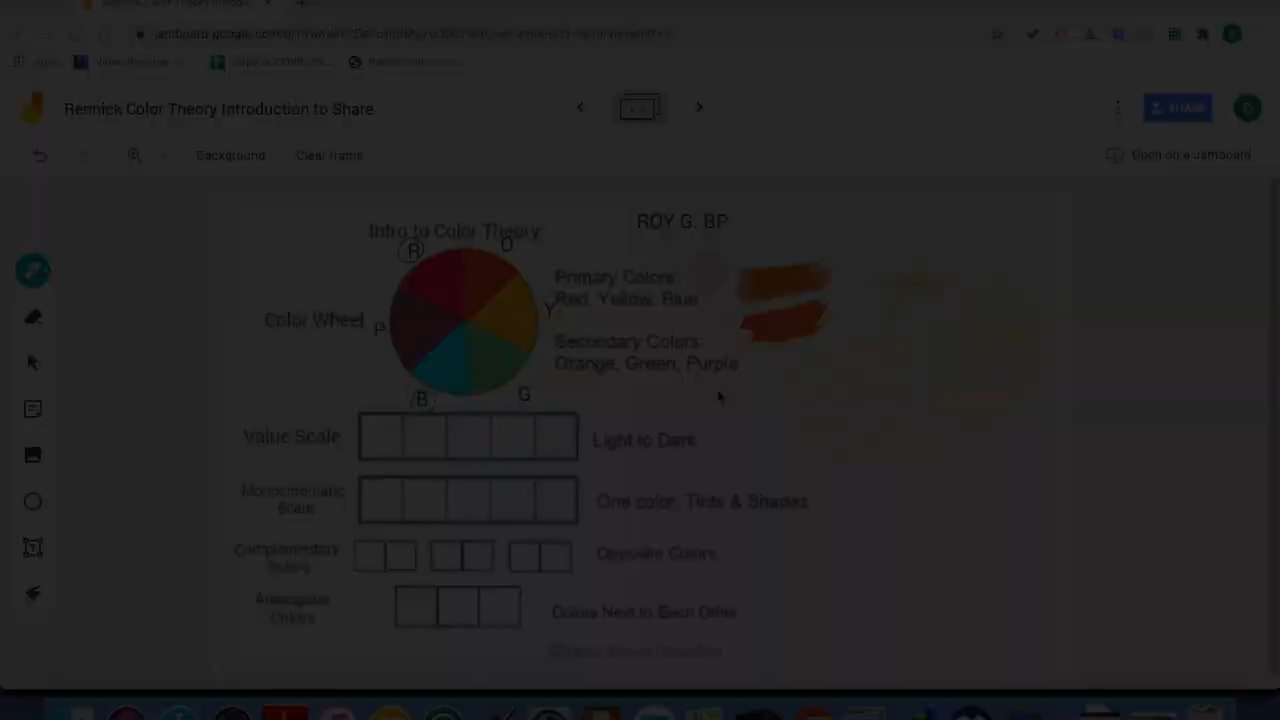 Remick Color Theory Introduction to Share
SHARE
Background
Clear frame
Open on a Jamboard
Intro to Color Theory
ROY G. BP
R
O
Primary Colors:
Y
Red, Yellow, Blue
Color Wheel
P
Secondary Colors:
Orange, Green, Purple
B
G
Value Scale
Light to Dark
Monochromatic
Scale
One color, Tints & Shades
Complementary
Colors
Opposite Colors
Analogous
Colors
Colors Next to Each Other